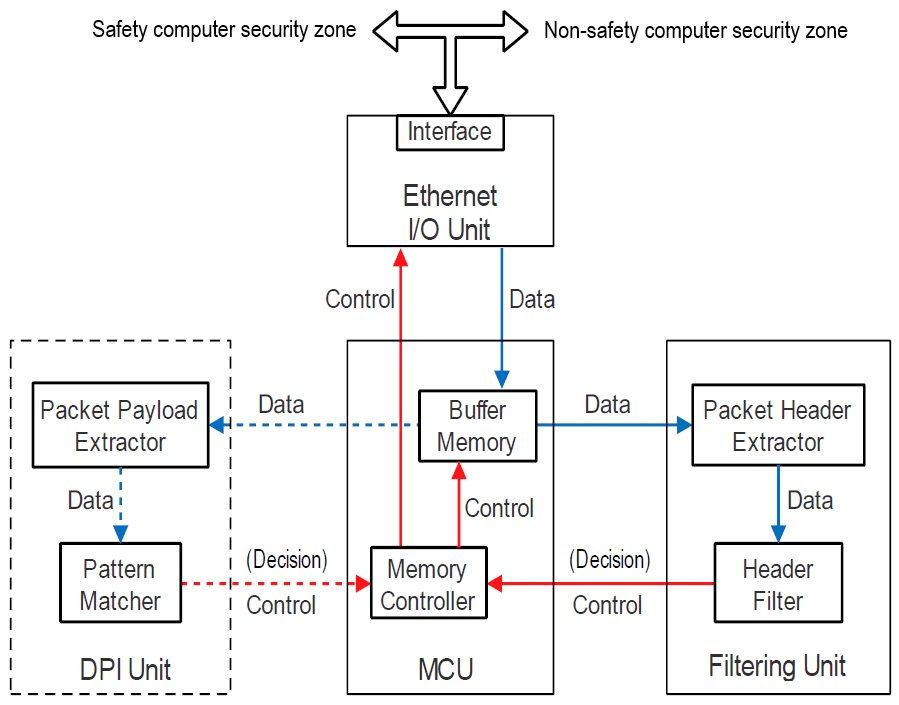 Safety computer security zone
Non-safety computer security zone
Interface
Ethernet
I/O Unit
Control
Data
Packet Payload
Extractor
Data
Buffer
Memory
Data
Packet Header
Extractor
Data
Control
Data
Pattern
Matcher
(Decision)
Control
Memory
Controller
(Decision)
Control
Header
Filter
DPI Unit
MCU
Filtering Unit